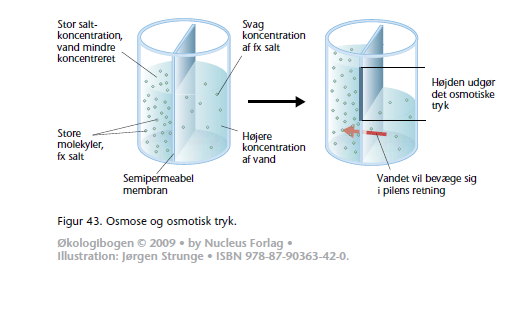 Stor salt-
koncentration,
vand mindre
koncentreret
Svag
koncentration
af fx salt
Store
molekyler,
fx salt
Højere
koncentration
af vand
Semipermeabel
membran
Højden udgør
det osmotiske
tryk
Vandet vil bevæge sig
i pilens retning
Figur 43. Osmose og osmotisk tryk.
ØkologIbogen © 2009 • by Nucleus Forlag •
Illustration: Jørgen Strunge • ISBN 978-87-90363-42-0.